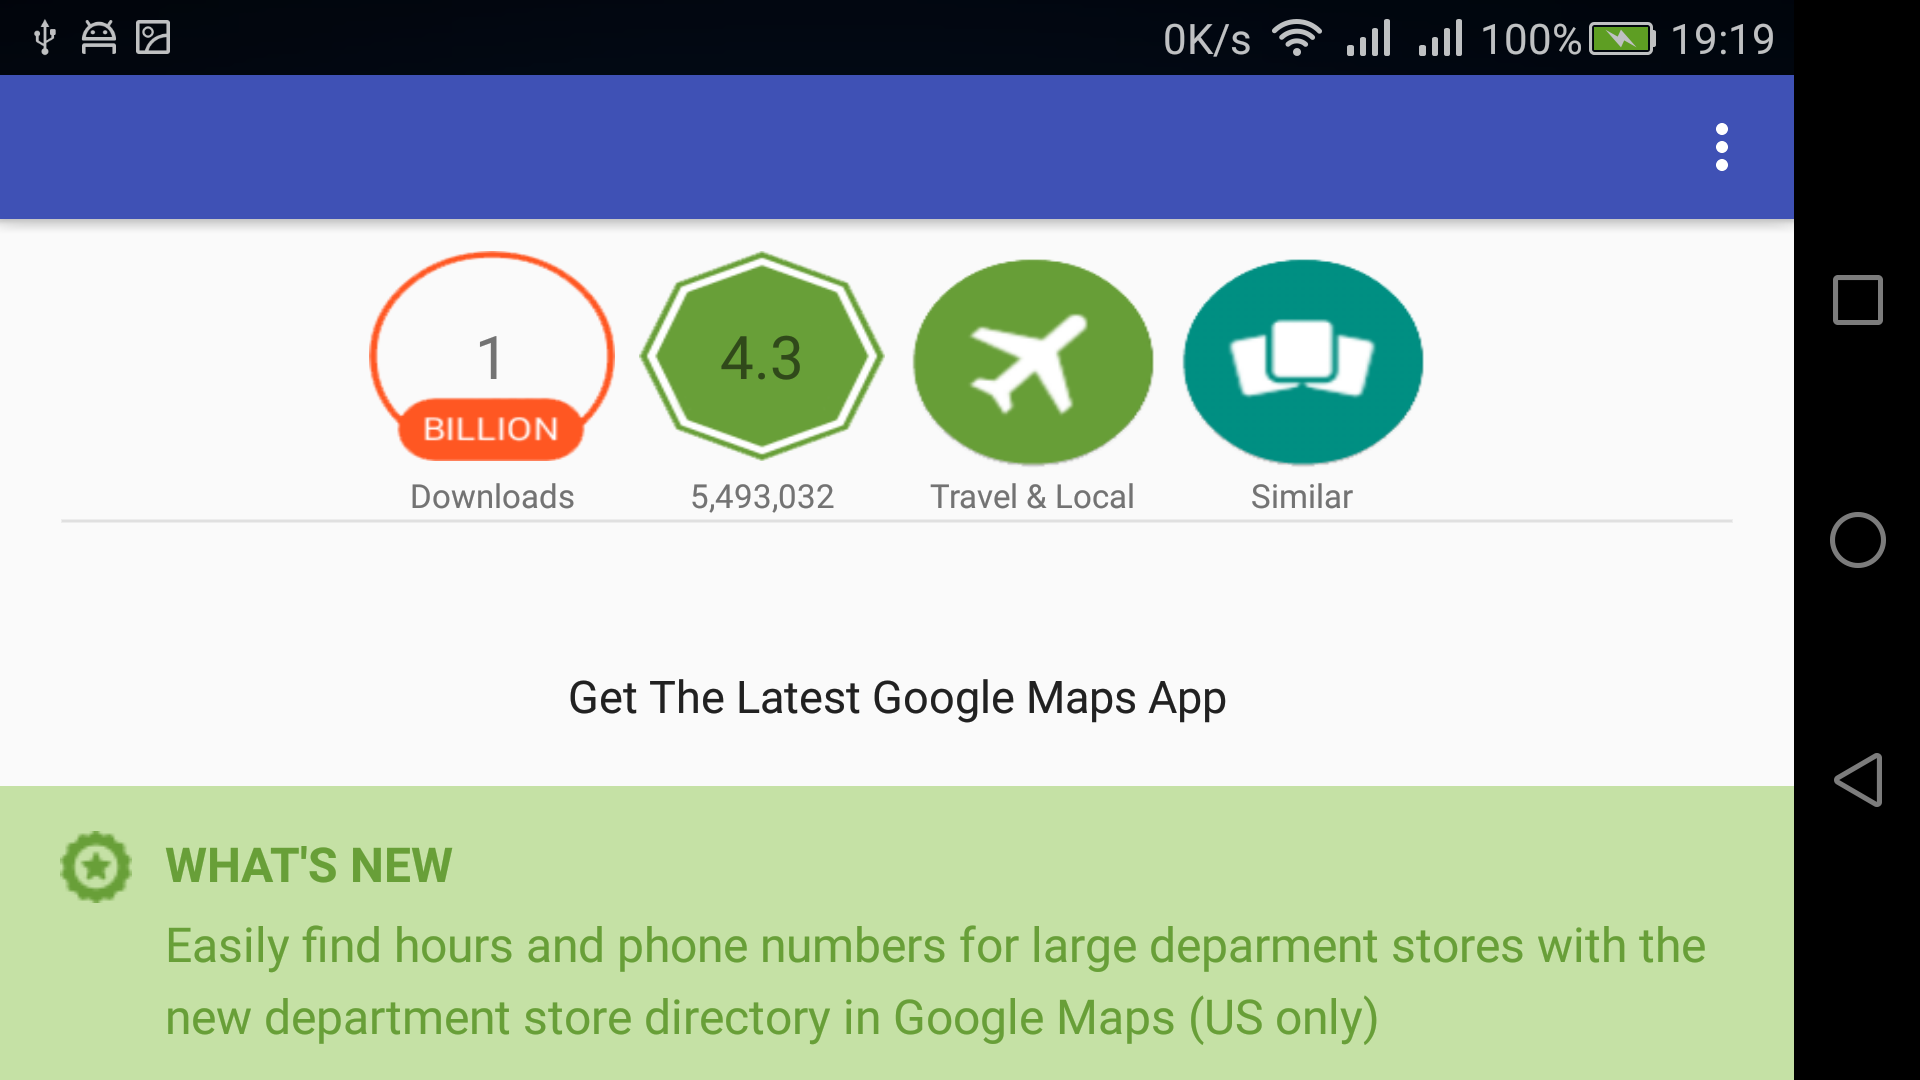 0K/s 100% 19:19
1
BILLION
Downloads
4.3
5,493,032
Travel & Local
Similar
Get The Latest Google Maps App
WHAT'S NEW
Easily find hours and phone numbers for large deparment stores with the
new department store directory in Google Maps (US only)